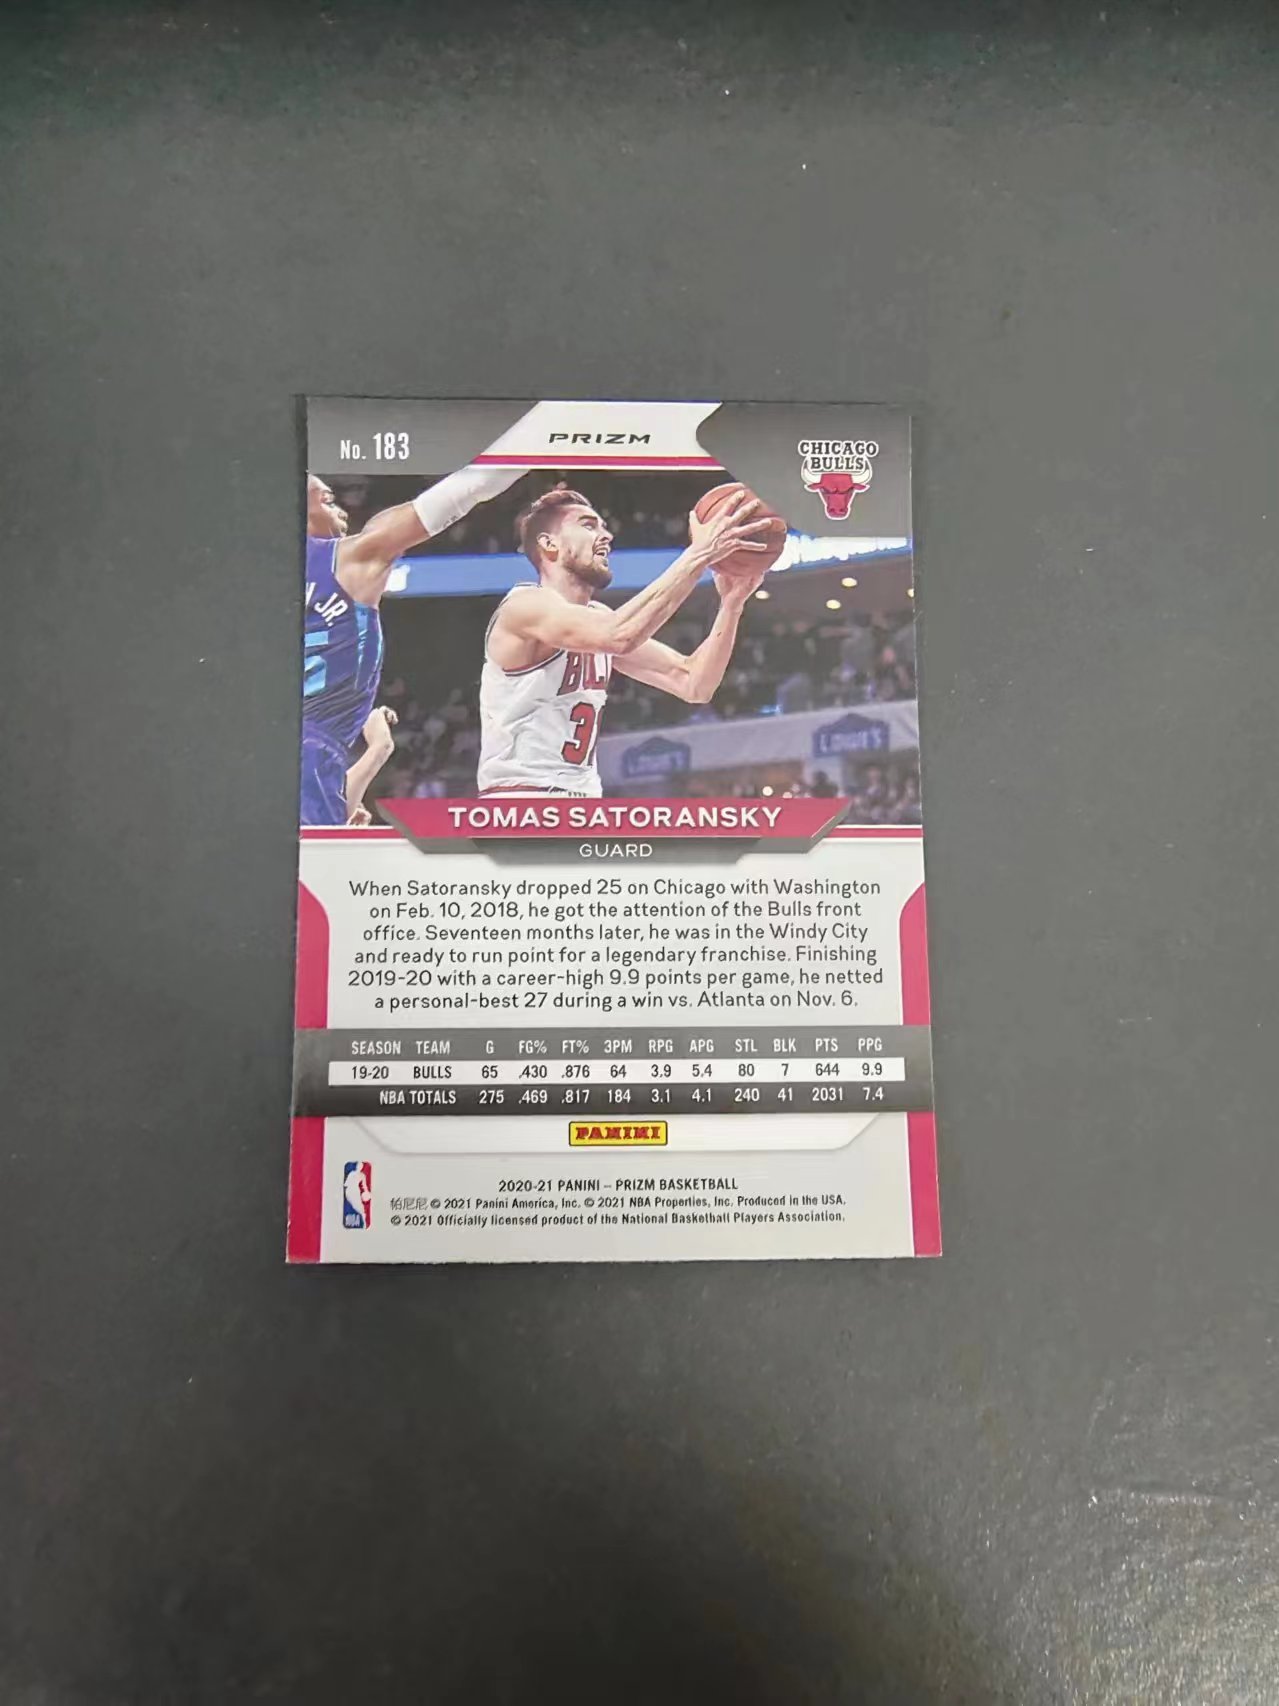 No. 183
PRIZM
CHICAGO
BULLS
JR.
5
BULL
31
LOWE'S
LOWE'S
TOMAS SATORANSKY
GUARD
When Satoransky dropped 25 on Chicago with Washington
on Feb. 10, 2018, he got the attention of the Bulls front
office. Seventeen months later, he was in the Windy City
and ready to run point for a legendary franchise. Finishing
2019-20 with a career-high 9.9 points per game, he netted
a personal-best 27 during a win vs. Atlanta on Nov. 6.
SEASON TEAM G FG% FT% 3PM RPG APG STL BLK PTS PPG
19-20 BULLS 65 .430 .876 64 3.9 5.4 80 7 644 9.9
NBA TOTALS 275 .469 .817 184 3.1 4.1 240 41 2031 7.4
PANINI
NBA
2020-21 PANINI – PRIZM BASKETBALL
帕尼尼 © 2021 Panini America, Inc. © 2021 NBA Properties, Inc. Produced in the USA.
© 2021 Officially licensed product of the National Basketball Players Association.